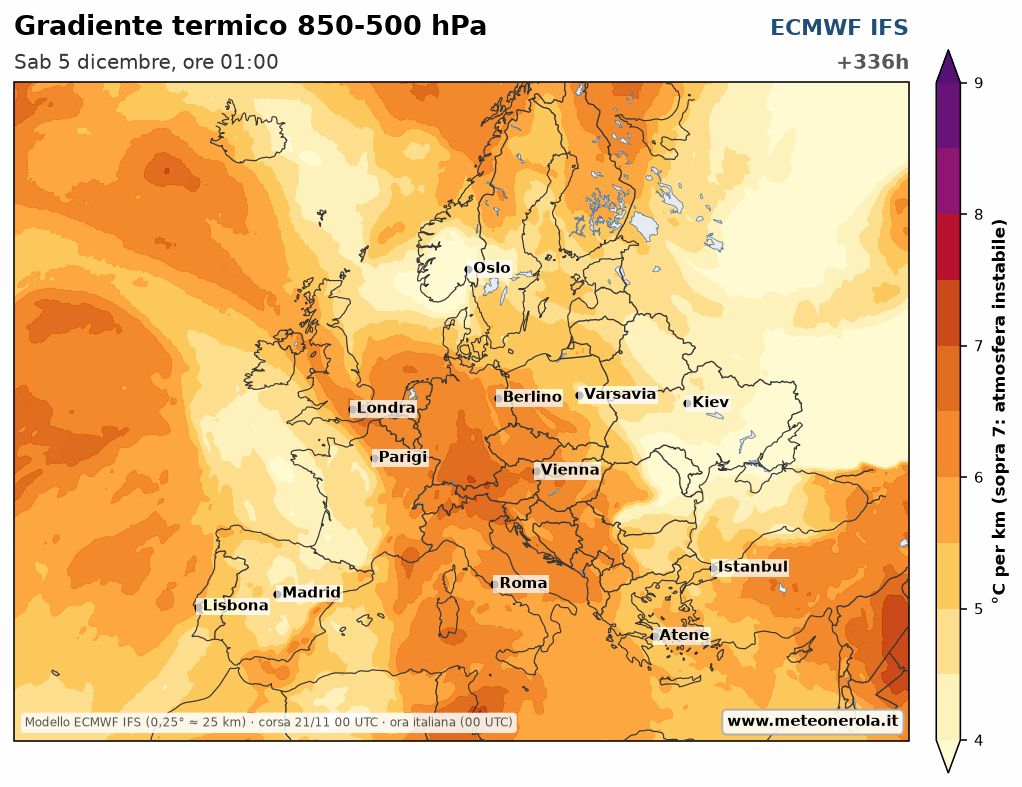 Gradiente termico 850-500 hPa
ECMWF IFS
Sab 5 dicembre, ore 01:00
+336h
Oslo
Londra
Berlino
Varsavia
Kiev
Parigi
Vienna
Istanbul
Roma
Madrid
Lisbona
Atene
Modello ECMWF IFS (0,25° ≈ 25 km) · corsa 21/11 00 UTC · ora italiana (00 UTC)
www.meteonerola.it
9
8
7
6
5
4
°C per km (sopra 7: atmosfera instabile)